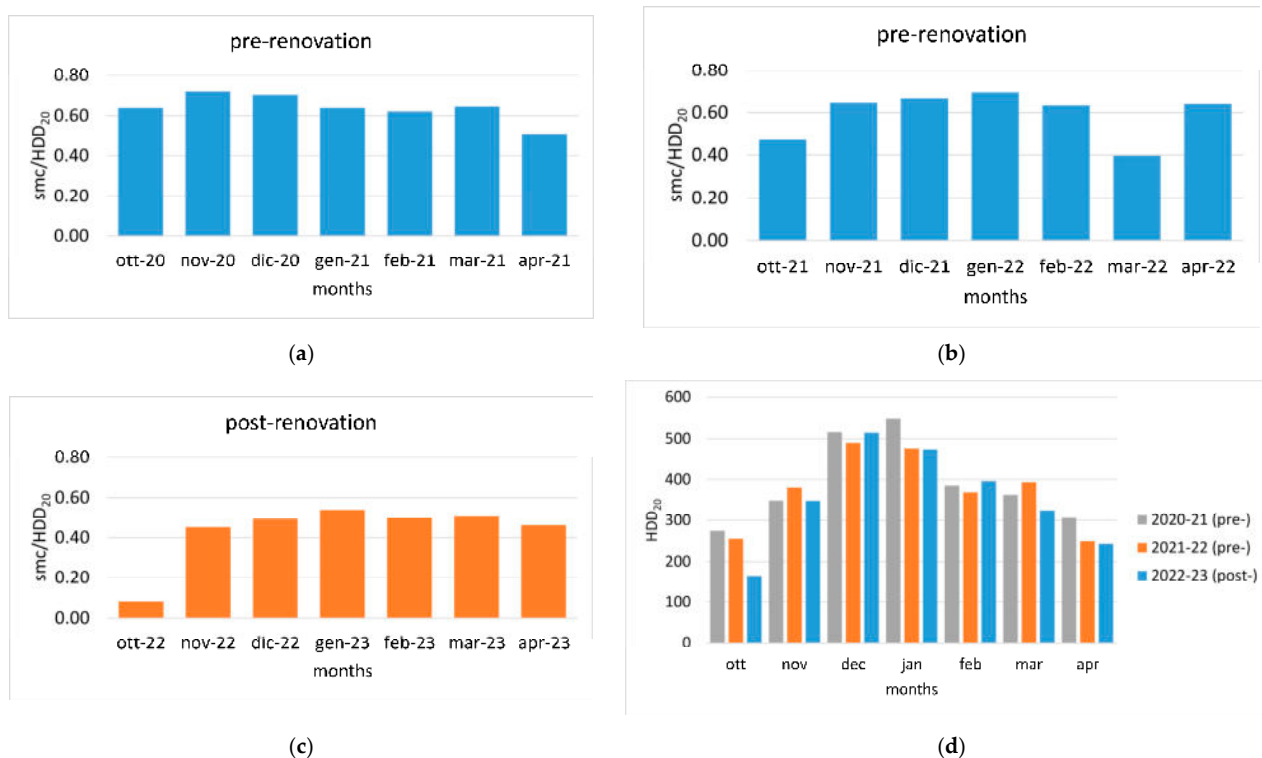 pre-renovation
smc/HDD20
0.80
0.60
0.40
0.20
0.00
ott-20 nov-20 dic-20 gen-21 feb-21 mar-21 apr-21
months
(a)
pre-renovation
smc/HDD20
0.80
0.60
0.40
0.20
0.00
ott-21 nov-21 dic-21 gen-22 feb-22 mar-22 apr-22
months
(b)
post-renovation
smc/HDD20
0.80
0.60
0.40
0.20
0.00
ott-22 nov-22 dic-22 gen-23 feb-23 mar-23 apr-23
months
(c)
HDD20
600
500
400
300
200
100
0
ott nov dec jan feb mar apr
months
2020-21 (pre-)
2021-22 (pre-)
2022-23 (post-)
(d)